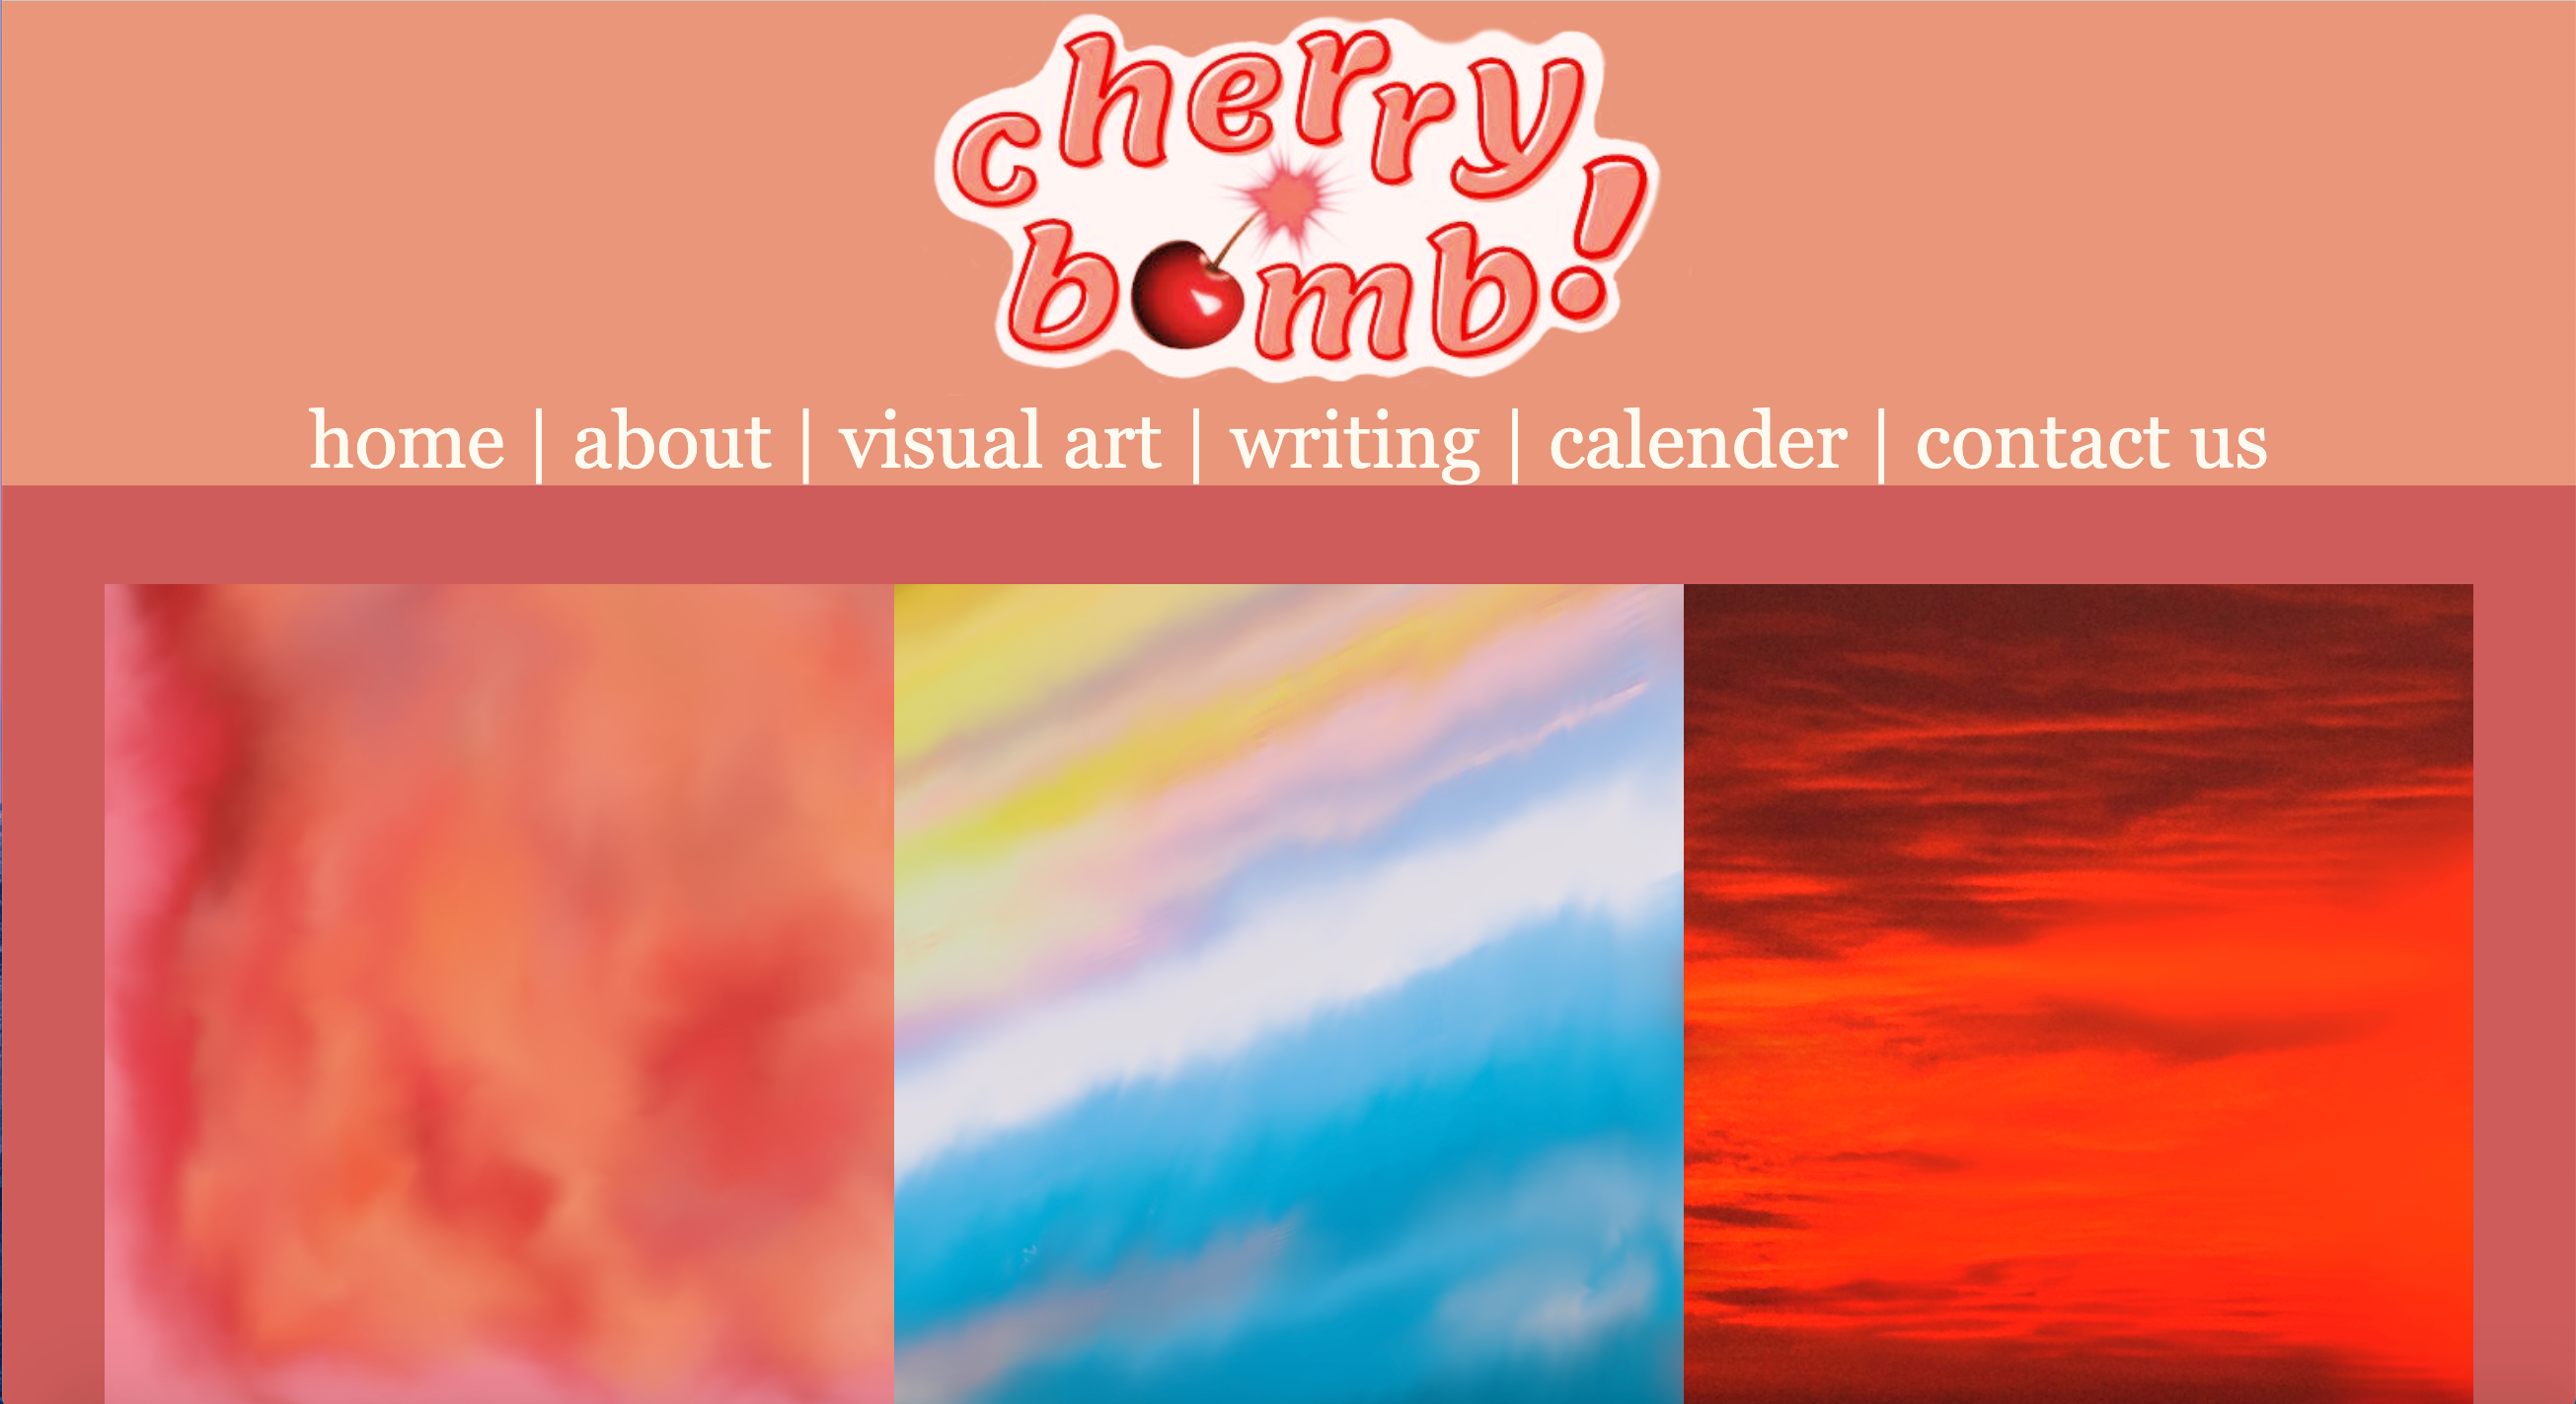 cherry
bomb!
home | about | visual art | writing | calender | contact us